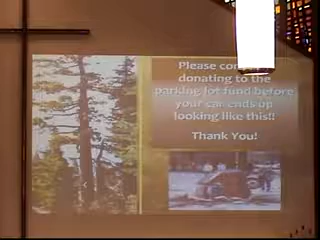 Please
donating to the
parking lot fund before
your car ends up
looking like this!!
Thank You!